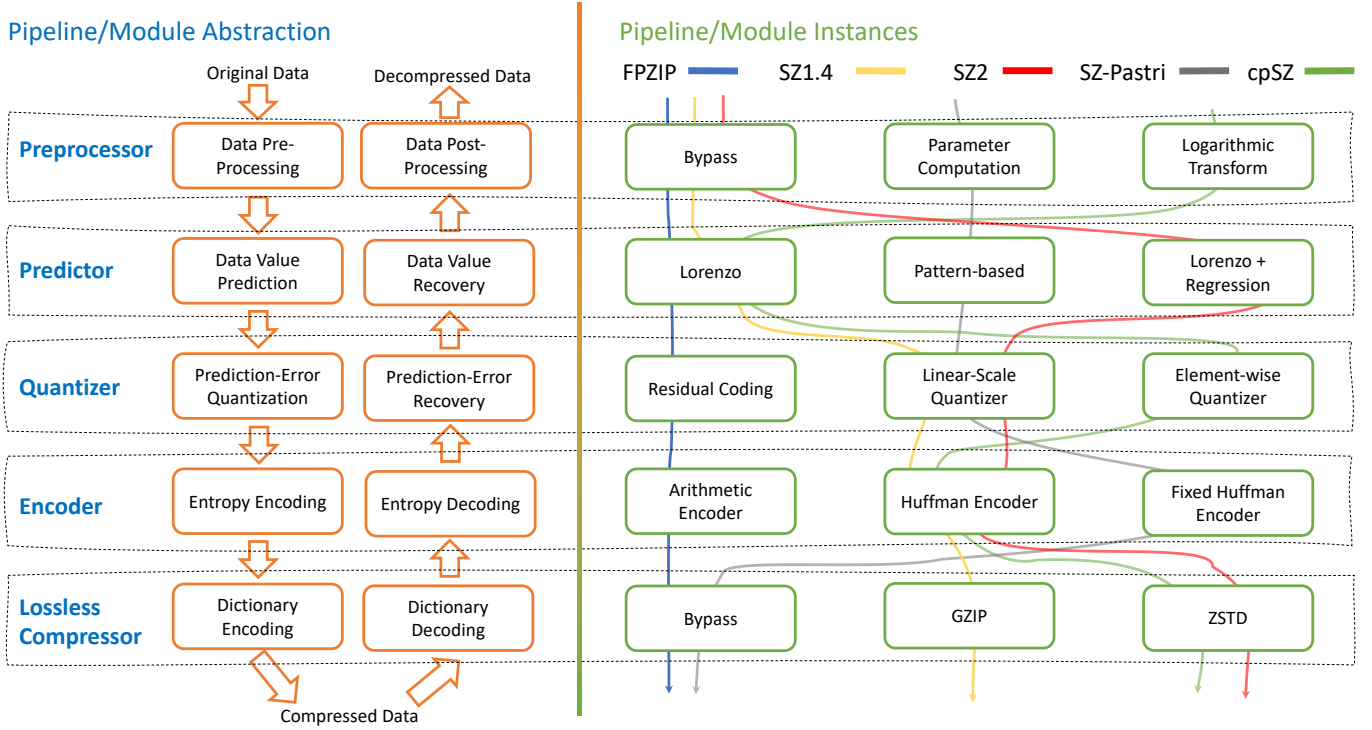 Pipeline/Module Abstraction
Pipeline/Module Instances
Original Data
Decompressed Data
FPZIP
SZ1.4
SZ2
SZ-Pastri
cpSZ
Preprocessor
Data Pre-
Processing
Data Post-
Processing
Bypass
Parameter
Computation
Logarithmic
Transform
Predictor
Data Value
Prediction
Data Value
Recovery
Lorenzo
Pattern-based
Lorenzo +
Regression
Quantizer
Prediction-Error
Quantization
Prediction-Error
Recovery
Residual Coding
Linear-Scale
Quantizer
Element-wise
Quantizer
Encoder
Entropy Encoding
Entropy Decoding
Arithmetic
Encoder
Huffman Encoder
Fixed Huffman
Encoder
Lossless
Compressor
Dictionary
Encoding
Dictionary
Decoding
Bypass
GZIP
ZSTD
Compressed Data